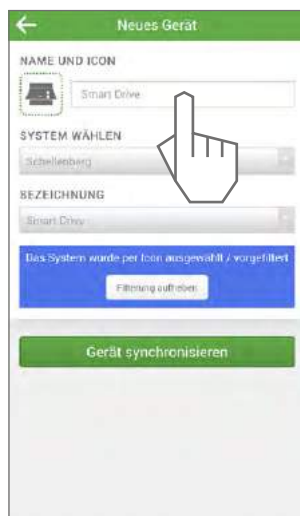 Neues Gerät
NAME UND ICON
Smart Drive
SYSTEM WÄHLEN
Schellenberg
BEZEICHNUNG
Smart Drive
Das System wurde per Icon ausgewählt / vorgefiltert
Filterung aufheben
Gerät synchronisieren